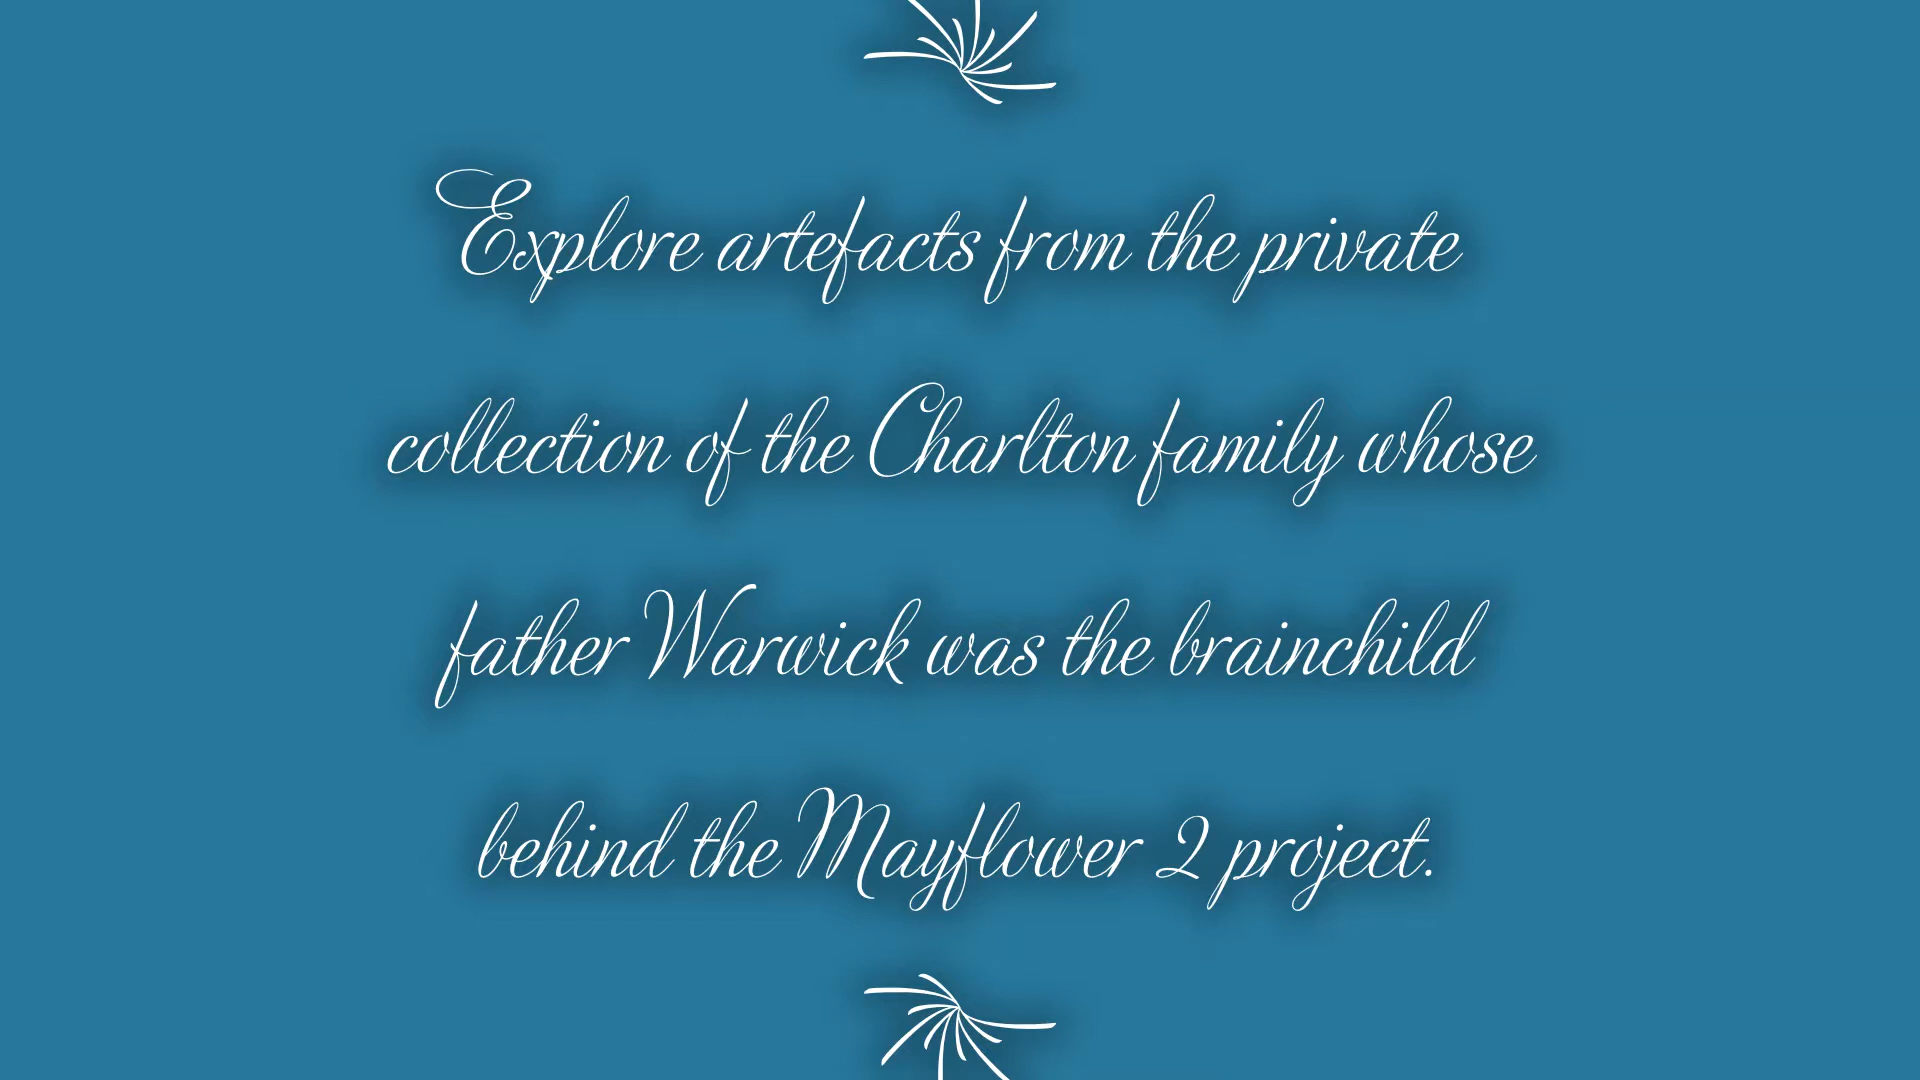 Explore artefacts from the private
collection of the Charlton family whose
father Warwick was the brainchild
behind the Mayflower 2 project.